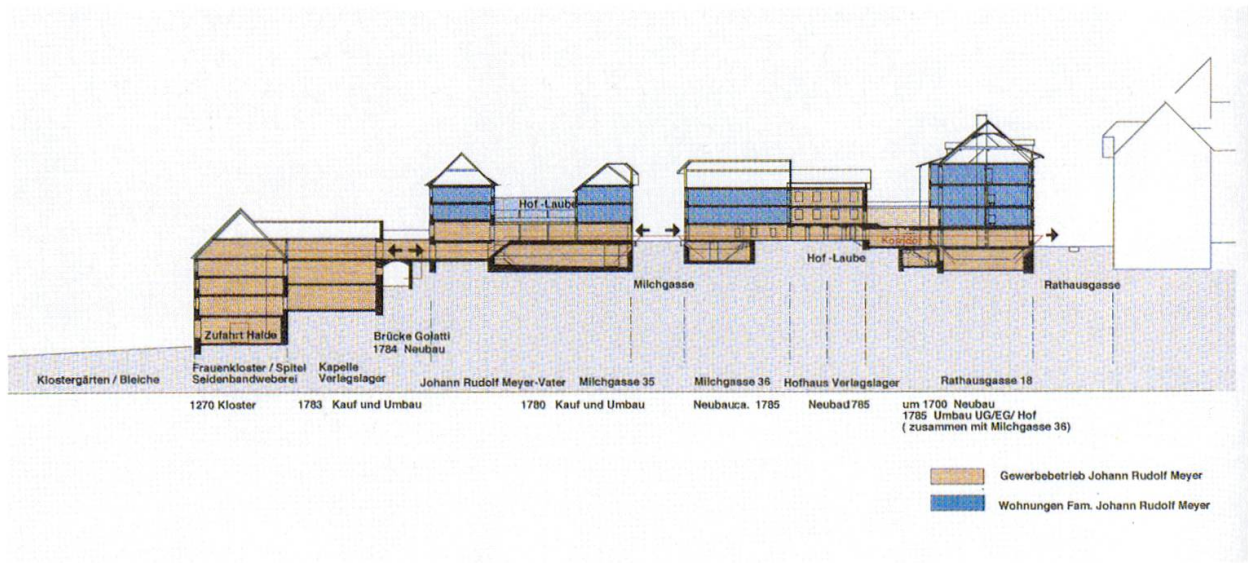 Hof -Laube
Korridor
Hof -Laube
Milchgasse
Rathausgasse
Zufahrt Halde
Brücke Golatti
1784 Neubau
Klostergärten / Bleiche
Frauenkloster / Spitel
Seidenbandweberei
Kapelle
Verlagslager
Johann Rudolf Meyer-Vater
Milchgasse 35
Milchgasse 36
Hofhaus Verlagslager
Rathausgasse 18
1270 Kloster
1783 Kauf und Umbau
1780 Kauf und Umbau
Neubau:ca. 1785
Neubau1785
um 1700 Neubau
1785 Umbau UG/EG/ Hof
( zusammen mit Milchgasse 36)
Gewerbebetrieb Johann Rudolf Meyer
Wohnungen Fam. Johann Rudolf Meyer